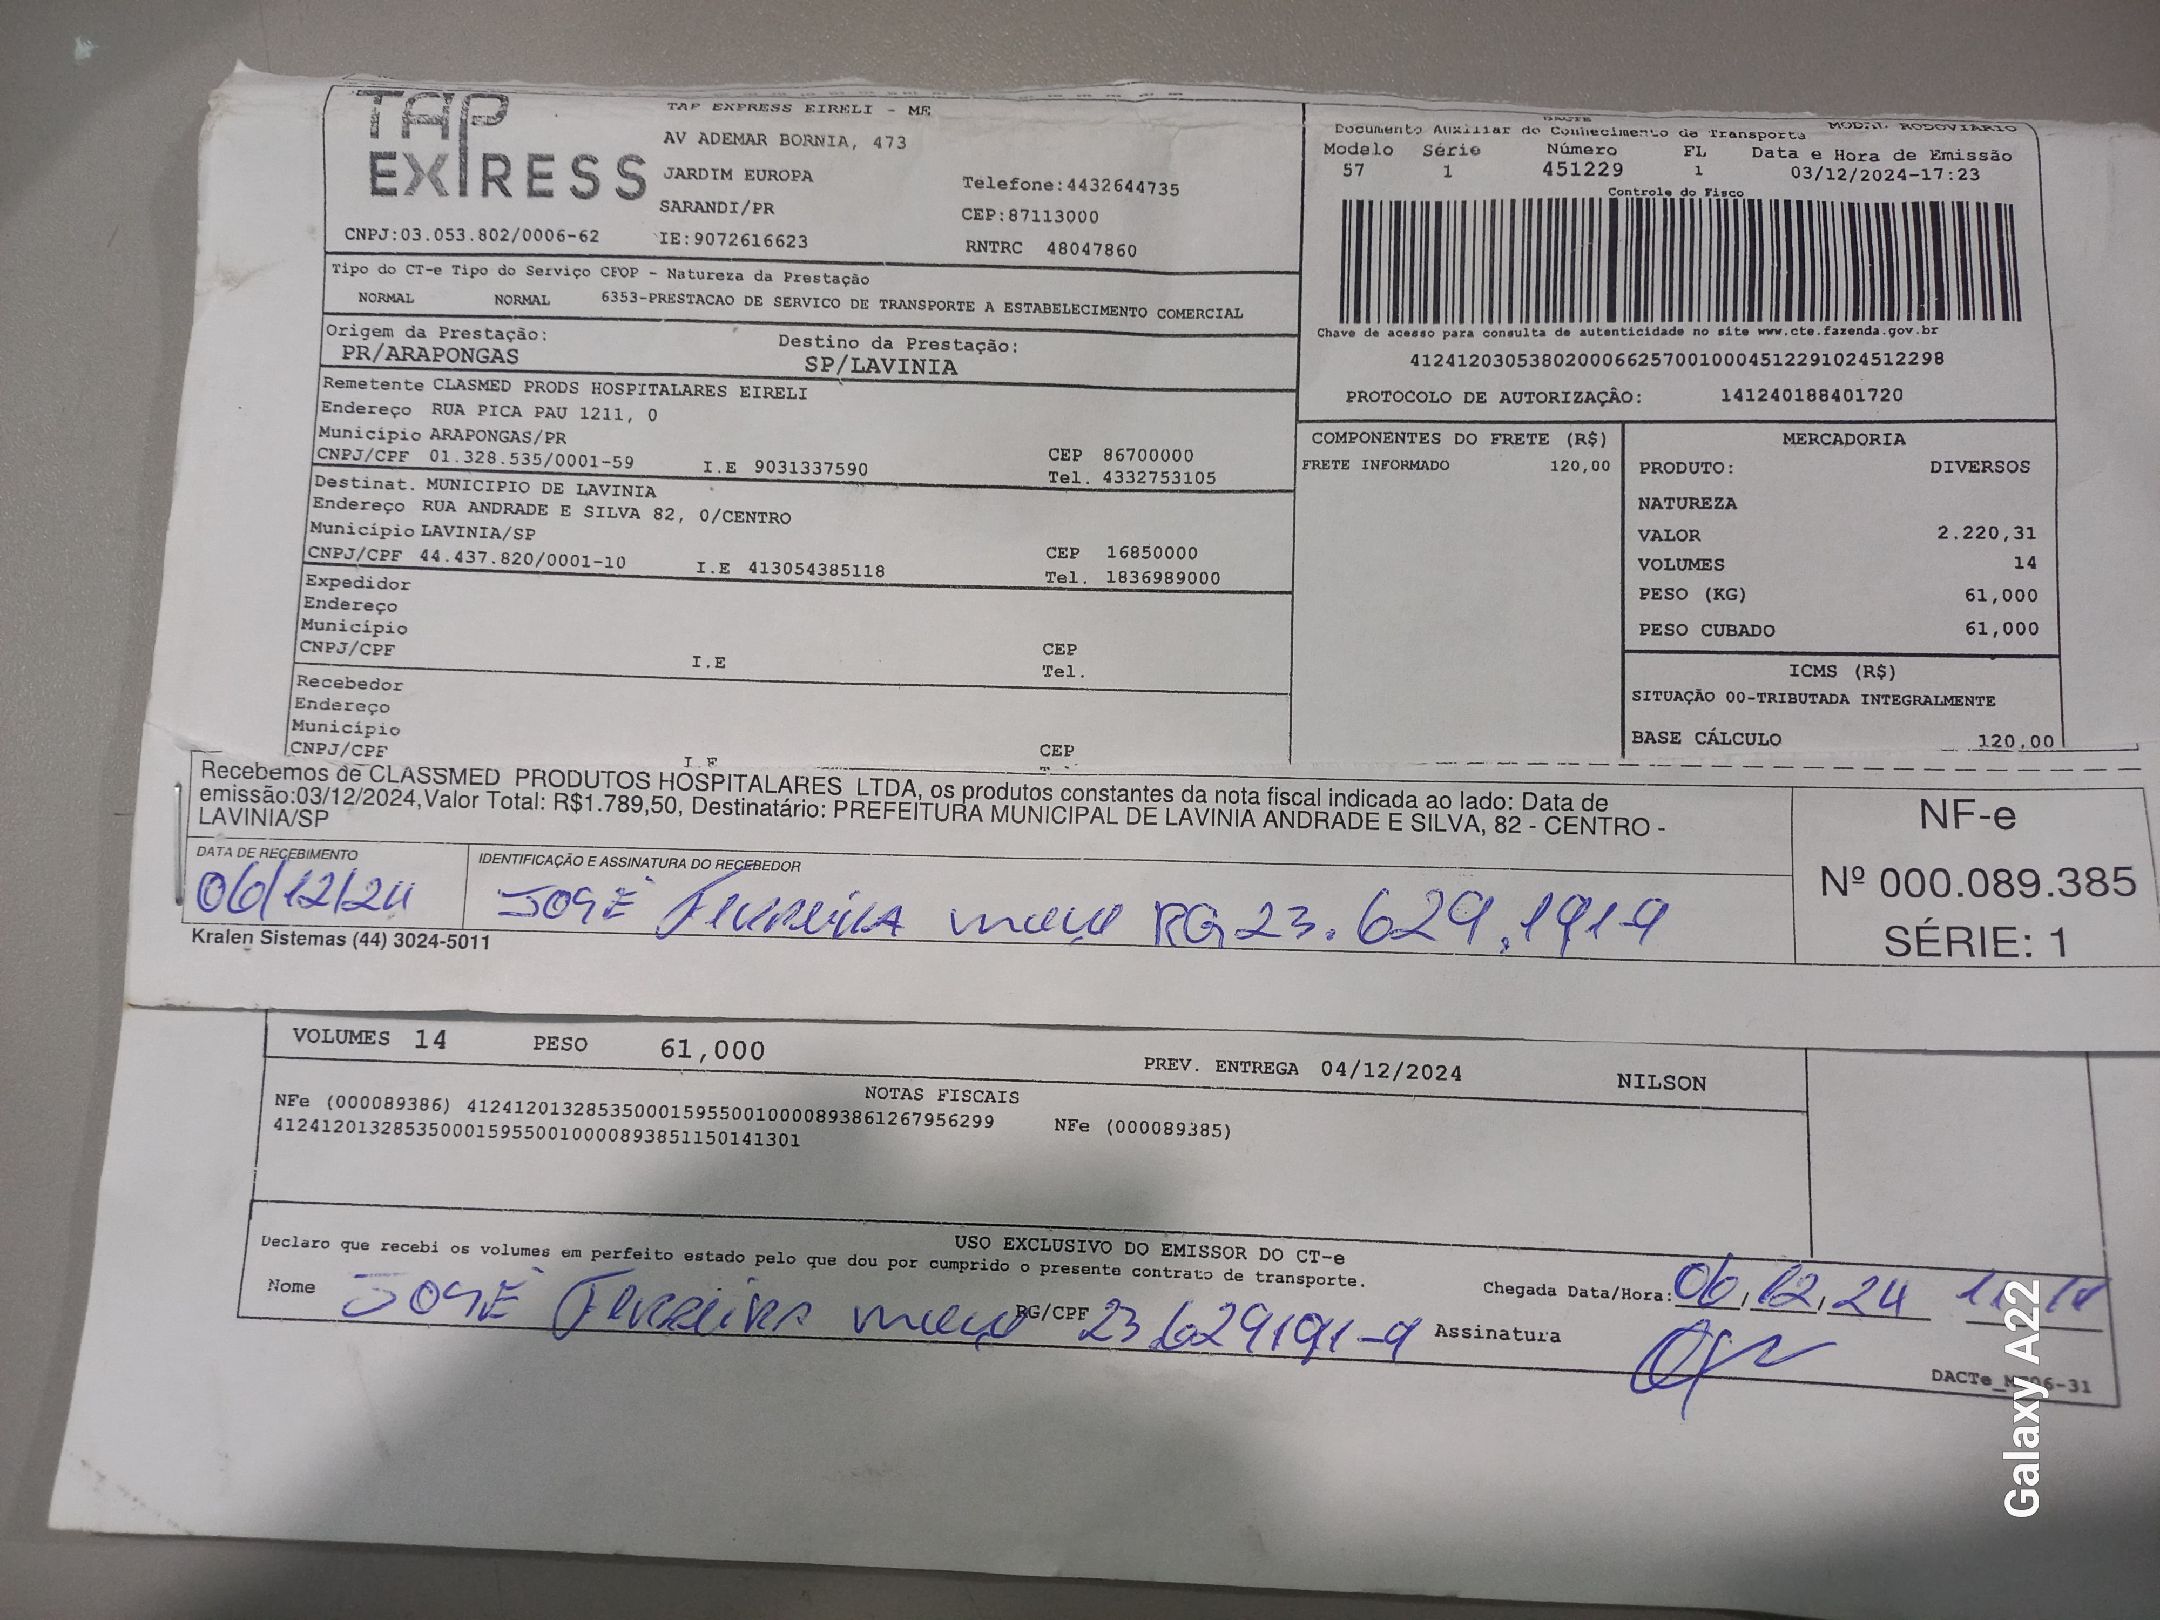 TAP EXPRESS
TAP EXPRESS EIRELI - ME
AV ADEMAR BORNIA, 473
JARDIM EUROPA
Telefone:4432644735
SARANDI/PR
CEP:87113000
CNPJ:03.053.802/0006-62
IE:9072616623
RNTRC 48047860
DACTE
MODAL RODOVIARIO
Documento Auxiliar do Conhecimento de Transporte
Modelo Série Número FL Data e Hora de Emissão
57 1 451229 1 03/12/2024-17:23
Controle do Fisco
Chave de acesso para consulta de autenticidade no site www.cte.fazenda.gov.br
41241203053802000662570010004512291024512298
PROTOCOLO DE AUTORIZAÇÃO: 141240188401720
Tipo do CT-e Tipo do Serviço CFOP - Natureza da Prestação
NORMAL NORMAL 6353-PRESTACAO DE SERVICO DE TRANSPORTE A ESTABELECIMENTO COMERCIAL
Origem da Prestação: Destino da Prestação:
PR/ARAPONGAS SP/LAVINIA
Remetente CLASMED PRODS HOSPITALARES EIRELI
Endereço RUA PICA PAU 1211, 0
Município ARAPONGAS/PR CEP 86700000
CNPJ/CPF 01.328.535/0001-59 I.E 9031337590 Tel. 4332753105
Destinat. MUNICIPIO DE LAVINIA
Endereço RUA ANDRADE E SILVA 82, 0/CENTRO
Município LAVINIA/SP CEP 16850000
CNPJ/CPF 44.437.820/0001-10 I.E 413054385118 Tel. 1836989000
Expedidor
Endereço
Município CEP
CNPJ/CPF I.E Tel.
Recebedor
Endereço
Município CEP
CNPJ/CPF I.E
COMPONENTES DO FRETE (R$)
FRETE INFORMADO 120,00
MERCADORIA
PRODUTO: DIVERSOS
NATUREZA
VALOR 2.220,31
VOLUMES 14
PESO (KG) 61,000
PESO CUBADO 61,000
ICMS (R$)
SITUAÇÃO 00-TRIBUTADA INTEGRALMENTE
BASE CÁLCULO 120,00
Recebemos de CLASSMED PRODUTOS HOSPITALARES LTDA, os produtos constantes da nota fiscal indicada ao lado: Data de
emissão:03/12/2024,Valor Total: R$1.789,50, Destinatário: PREFEITURA MUNICIPAL DE LAVINIA ANDRADE E SILVA, 82 - CENTRO -
LAVINIA/SP
DATA DE RECEBIMENTO
06/12/24
IDENTIFICAÇÃO E ASSINATURA DO RECEBEDOR
JOSÉ Ferreira RG 23.629.191-9
NF-e
Nº 000.089.385
SÉRIE: 1
Kralen Sistemas (44) 3024-5011
VOLUMES 14 PESO 61,000 PREV. ENTREGA 04/12/2024 NILSON
NOTAS FISCAIS
NFe (000089386) 41241201328535000159550010000893861267956299 NFe (000089385)
41241201328535000159550010000893851150141301
USO EXCLUSIVO DO EMISSOR DO CT-e
Declaro que recebi os volumes em perfeito estado pelo que dou por cumprido o presente contrato de transporte.
Nome JOSÉ Ferreira RG/CPF 23629191-9
Chegada Data/Hora: 06,12,24
Assinatura
Galaxy A22